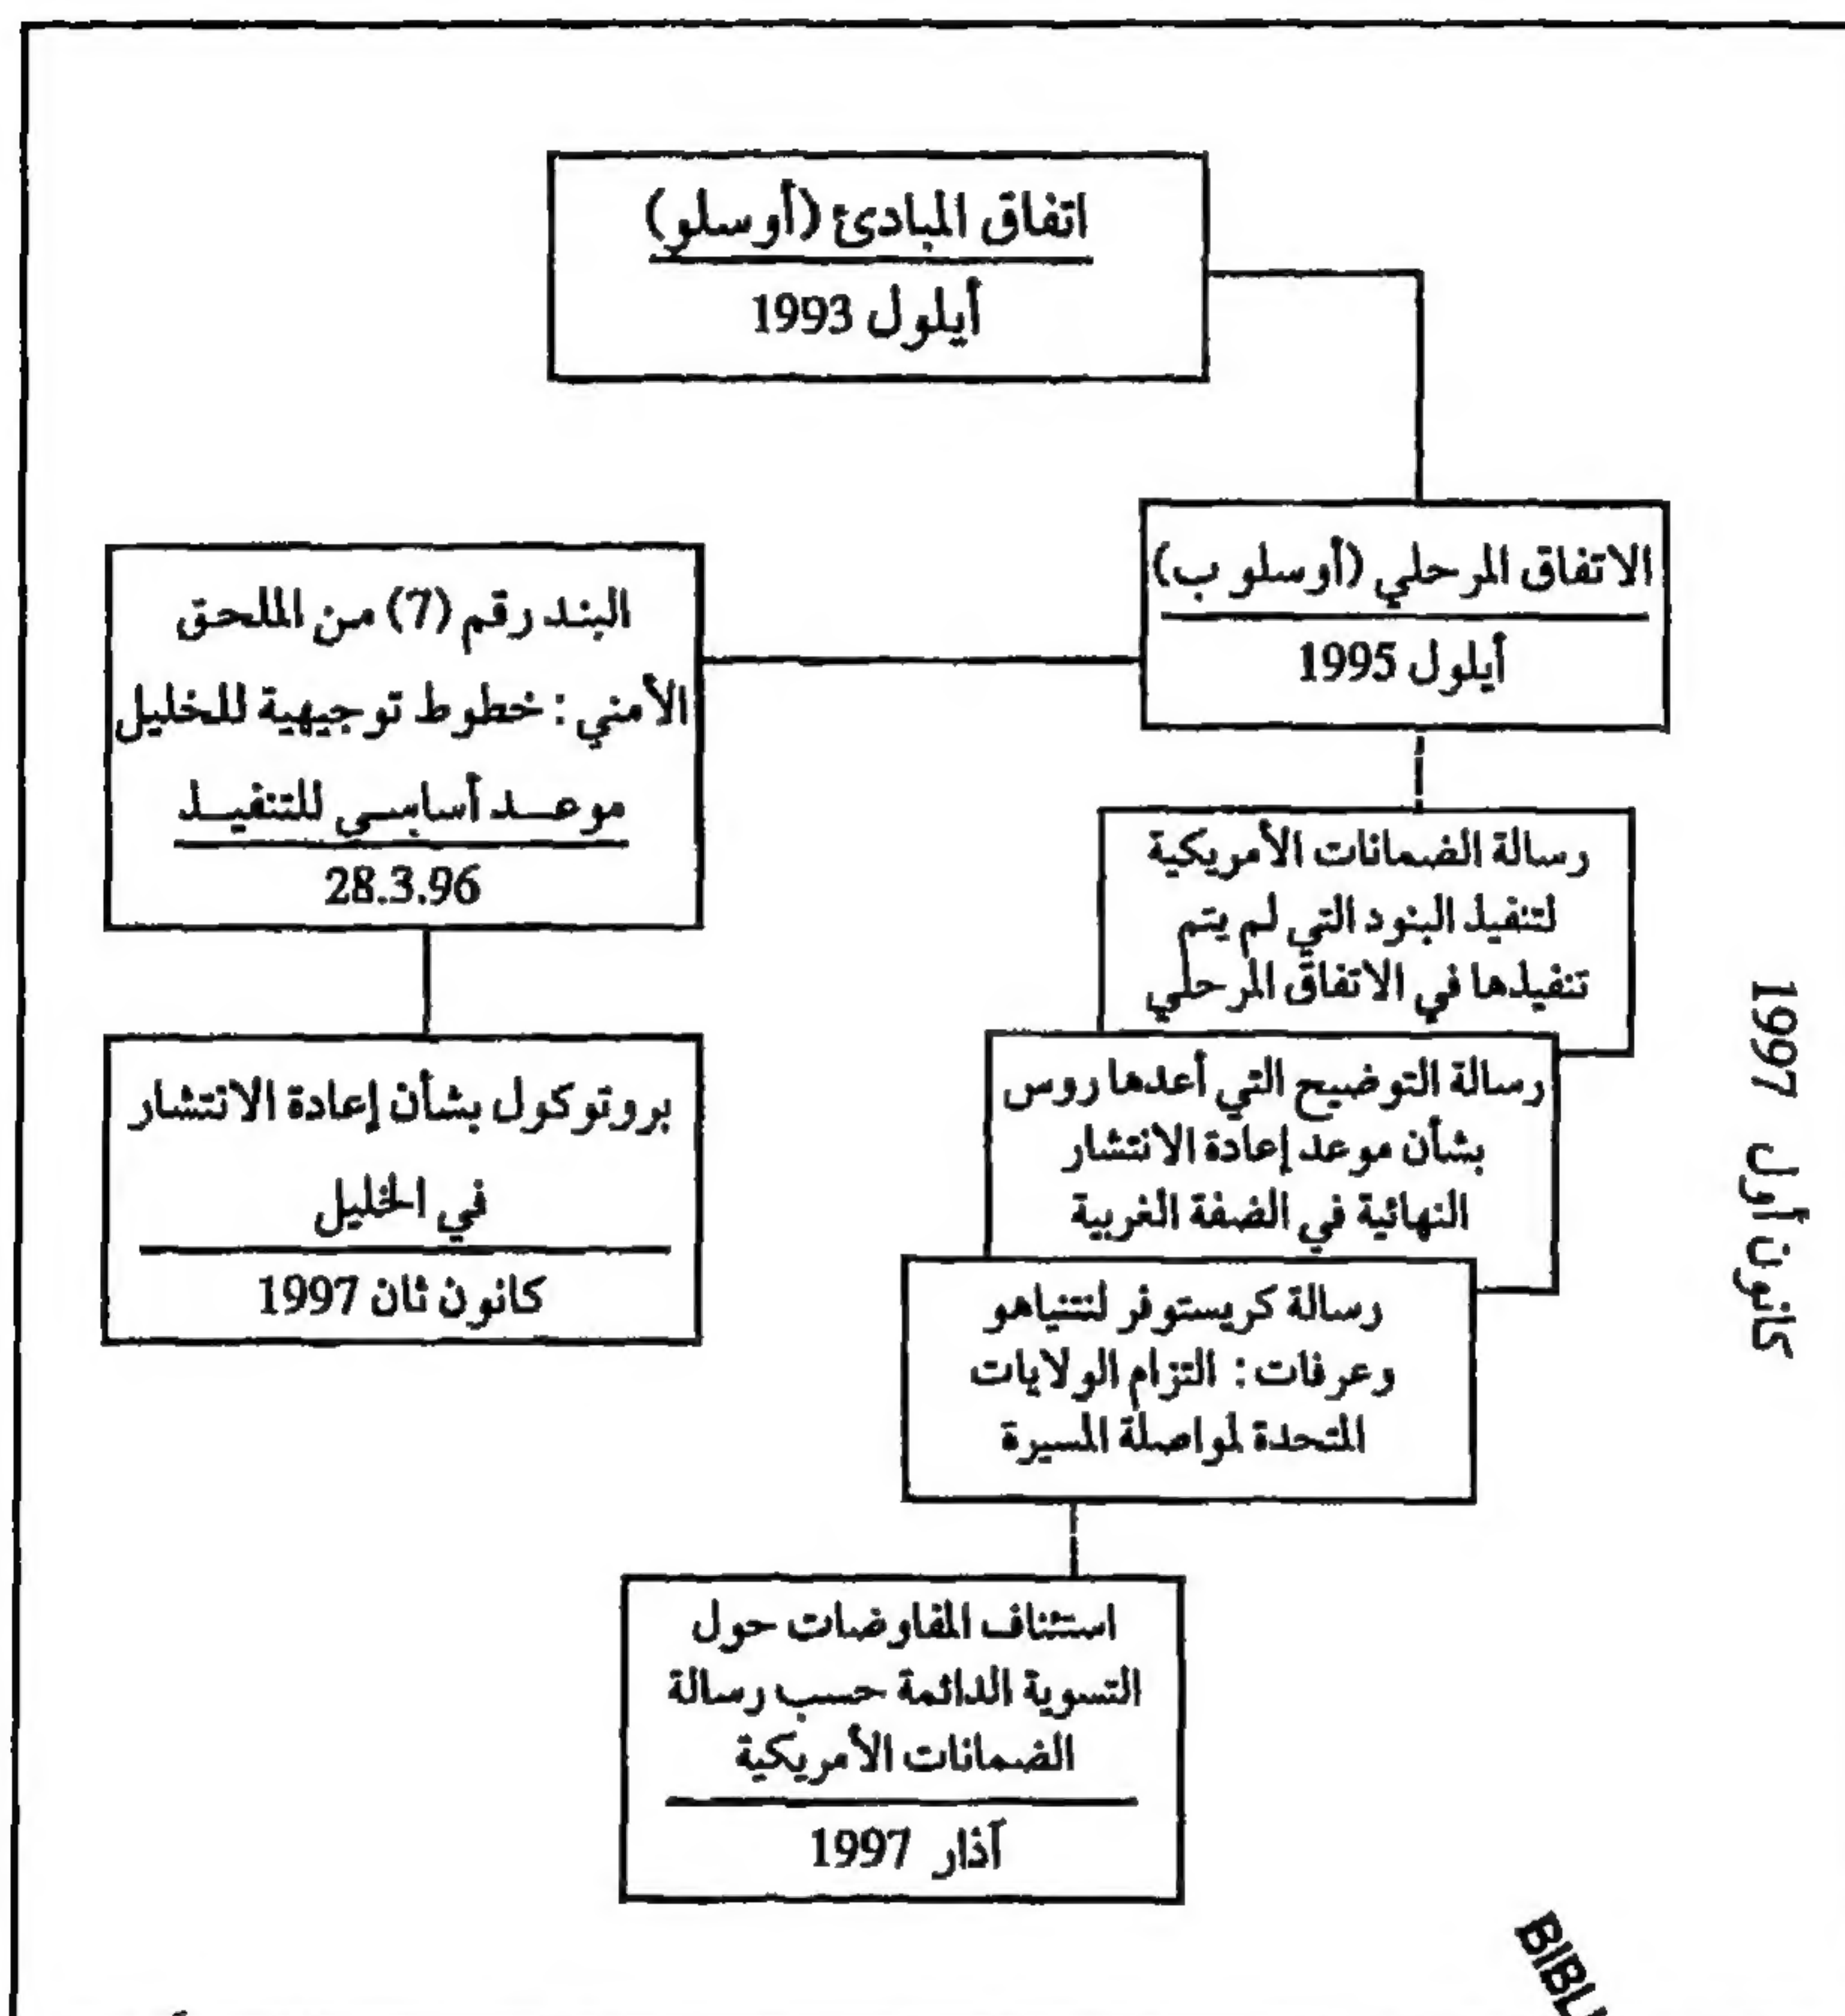 اتفاق المبادئ (أوسلو)
أيلول 1993
الاتفاق المرحلي (أوسلو ب)
أيلول 1995
البند رقم (7) من الملحق
الأمني : خطوط توجيهية للخليل
موعد أساسي للتنفيذ
28.3.96
رسالة الضمانات الأمريكية
لتنفيذ البنود التي لم يتم
تنفيذها في الاتفاق المرحلي
رسالة التوضيح التي أعدها روس
بشأن موعد إعادة الانتشار
النهائية في الضفة الغربية
رسالة كريستوفر لنتنياهو
وعرفات : التزام الولايات
المتحدة لمواصلة المسيرة
كانون أول 1997
بروتوكول بشأن إعادة الانتشار
في الخليل
كانون ثان 1997
استئناف المفاوضات حول
التسوية الدائمة حسب رسالة
الضمانات الأمريكية
آذار 1997
BIBL